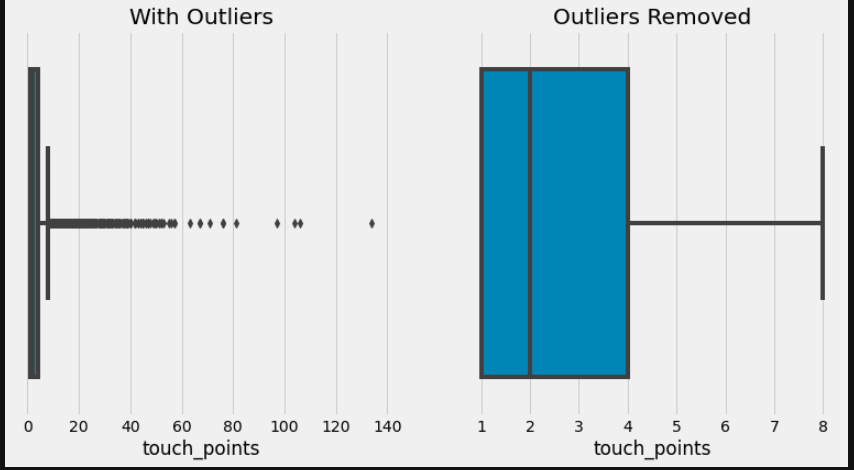 With Outliers
Outliers Removed
0 20 40 60 80 100 120 140
touch_points
1 2 3 4 5 6 7 8
touch_points